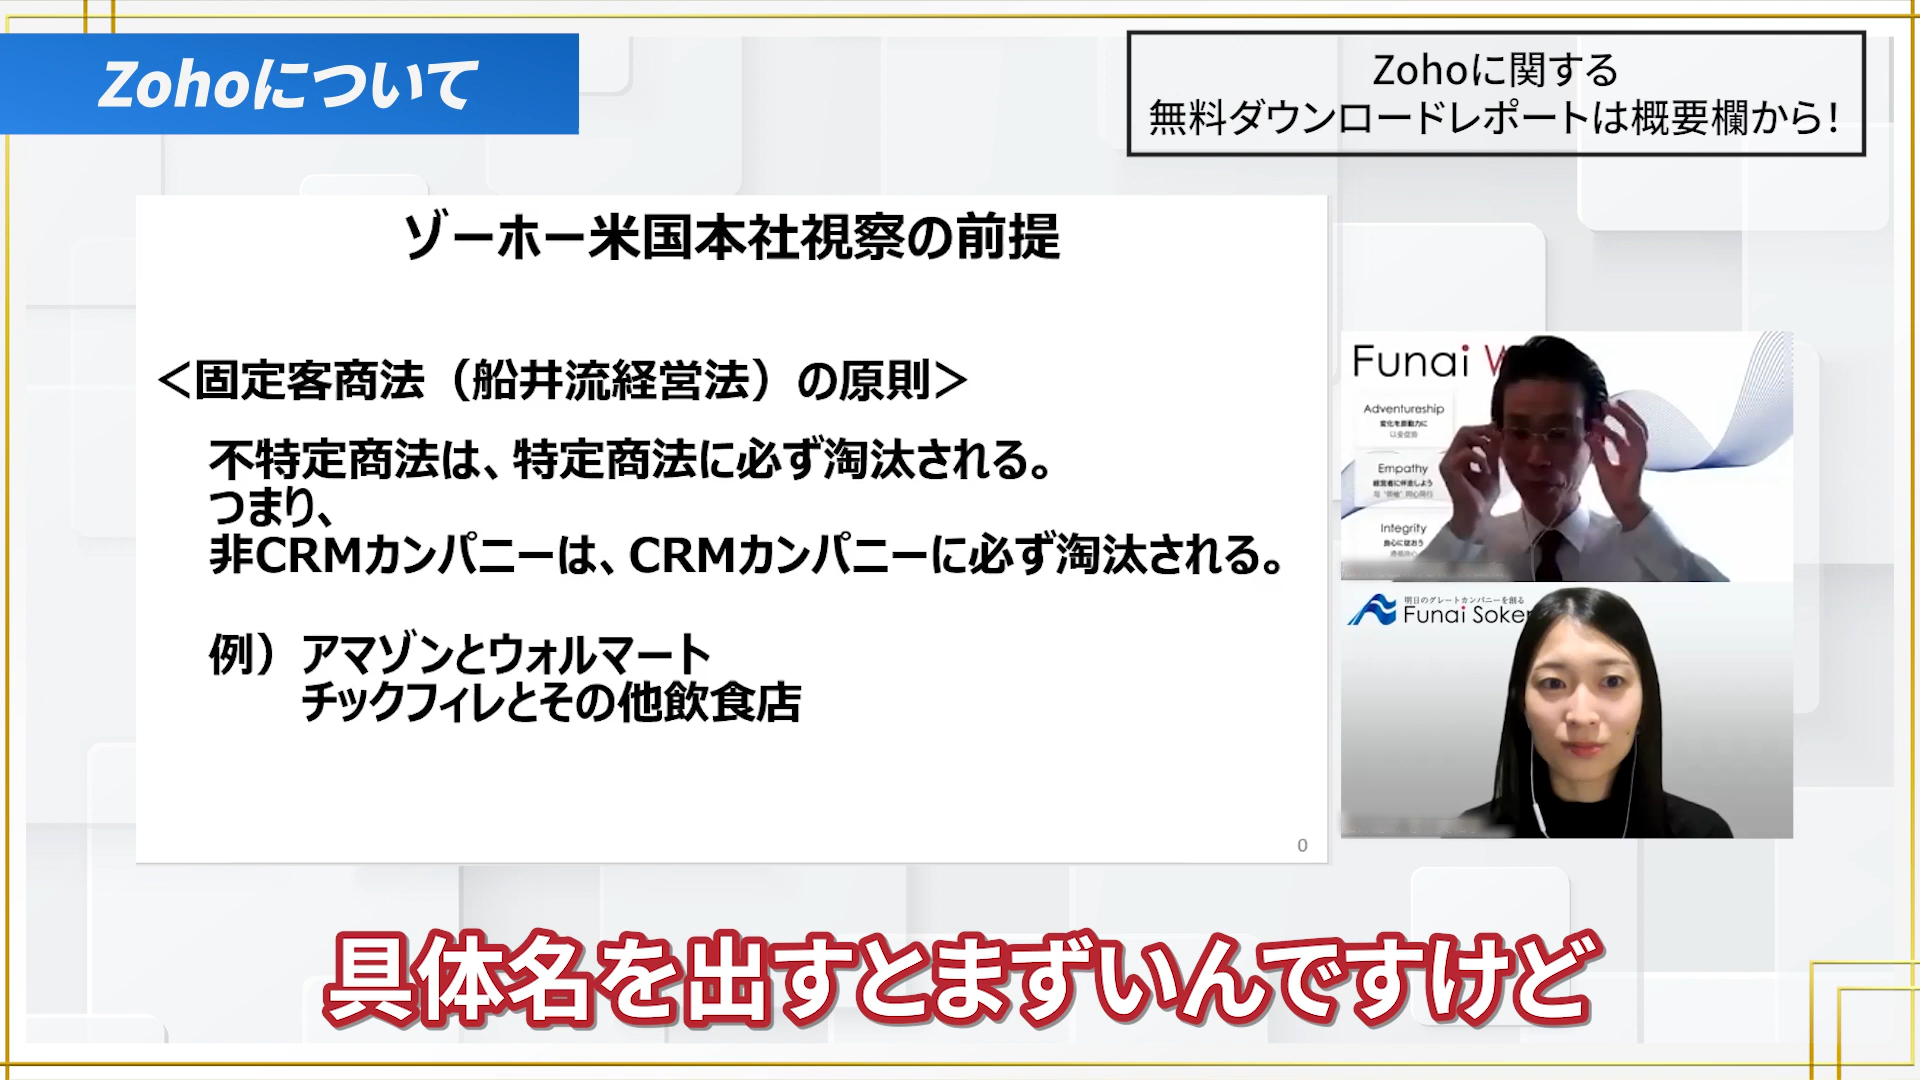 Zohoについて
Zohoに関する
無料ダウンロードレポートは概要欄から！
ゾーホー米国本社視察の前提
＜固定客商法（船井流経営法）の原則＞
不特定商法は、特定商法に必ず淘汰される。
つまり、
非CRMカンパニーは、CRMカンパニーに必ず淘汰される。
例）アマゾンとウォルマート
チックフィレとその他飲食店
0
Funai W
Adventureship
変化を原動力に
以变促势
Empathy
経営者に伴走しよう
Integrity
良心に従おう
明日のグレートカンパニーを創る
Funai Soken
具体名を出すとまずいんですけど